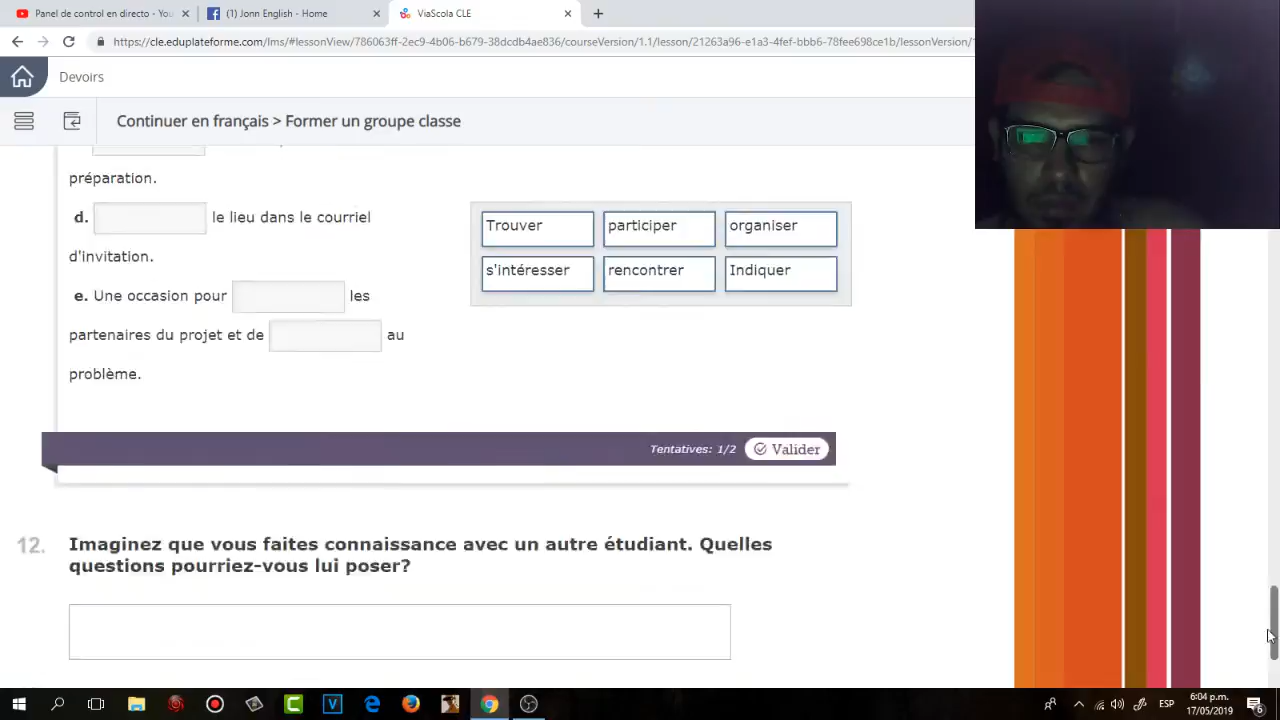 Panel de control en directo - You
(1) Jonn English - Home
ViaScola CLE
https://cle.eduplateforme.com/lms/#lessonView/786063ff-2ec9-4b06-b679-38dcdb4ae836/courseVersion/1.1/lesson/21263a96-e1a3-4fef-bbb6-78fee698ce1b/lessonVersion/
Devoirs
Continuer en français > Former un groupe classe
préparation.
d. le lieu dans le courriel
d'invitation.
e. Une occasion pour les
partenaires du projet et de au
problème.
Trouver participer organiser
s'intéresser rencontrer Indiquer
Tentatives: 1/2 Valider
12. Imaginez que vous faites connaissance avec un autre étudiant. Quelles
questions pourriez-vous lui poser?
ESP
6:04 p.m.
17/05/2019
6